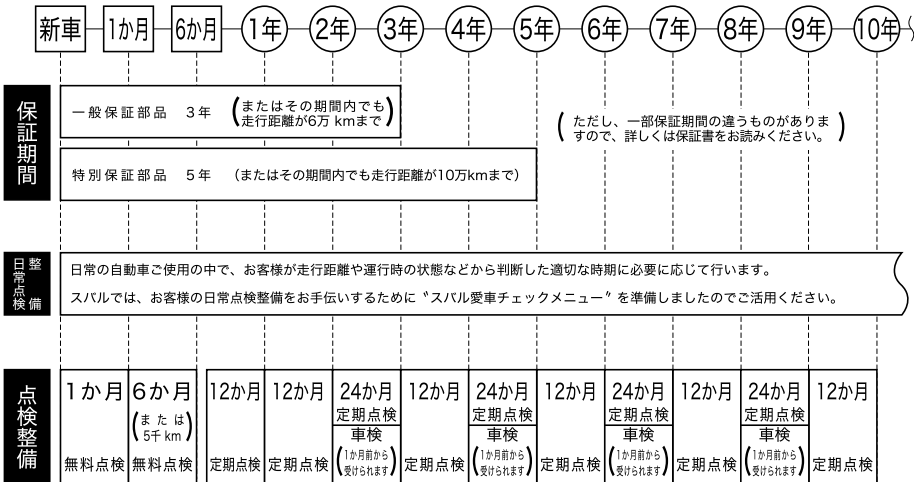 新車 1か月 6か月 1年 2年 3年 4年 5年 6年 7年 8年 9年 10年
保証期間
一般保証部品 3年 (またはその期間内でも
走行距離が6万kmまで)
(ただし、一部保証期間の違うものがありま
すので、詳しくは保証書をお読みください。)
特別保証部品 5年 (またはその期間内でも走行距離が10万kmまで)
日常点検整備
日常の自動車ご使用の中で、お客様が走行距離や運行時の状態などから判断した適切な時期に必要に応じて行います。
スバルでは、お客様の日常点検整備をお手伝いするために〝スバル愛車チェックメニュー〞を準備しましたのでご活用ください。
点検整備
1か月
無料点検
6か月
(または
5千km)
無料点検
12か月
定期点検
12か月
定期点検
24か月
定期点検
車検
(1か月前から
受けられます)
12か月
定期点検
24か月
定期点検
車検
(1か月前から
受けられます)
12か月
定期点検
24か月
定期点検
車検
(1か月前から
受けられます)
12か月
定期点検
24か月
定期点検
車検
(1か月前から
受けられます)
12か月
定期点検